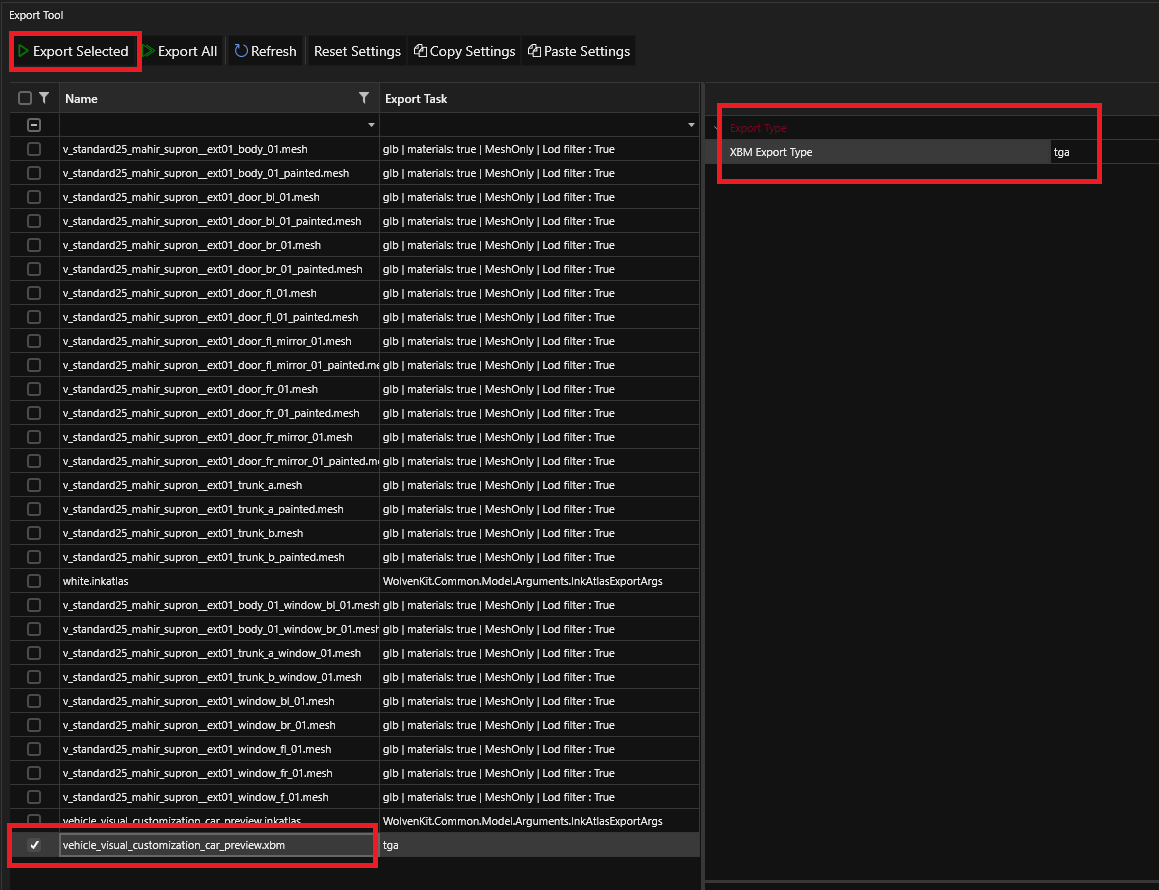 Export Tool
Export Selected Export All Refresh Reset Settings Copy Settings Paste Settings
Name Export Task
Export Type
XBM Export Type tga
v_standard25_mahir_supron__ext01_body_01.mesh glb | materials: true | MeshOnly | Lod filter : True
v_standard25_mahir_supron__ext01_body_01_painted.mesh glb | materials: true | MeshOnly | Lod filter : True
v_standard25_mahir_supron__ext01_door_bl_01.mesh glb | materials: true | MeshOnly | Lod filter : True
v_standard25_mahir_supron__ext01_door_bl_01_painted.mesh glb | materials: true | MeshOnly | Lod filter : True
v_standard25_mahir_supron__ext01_door_br_01.mesh glb | materials: true | MeshOnly | Lod filter : True
v_standard25_mahir_supron__ext01_door_br_01_painted.mesh glb | materials: true | MeshOnly | Lod filter : True
v_standard25_mahir_supron__ext01_door_fl_01.mesh glb | materials: true | MeshOnly | Lod filter : True
v_standard25_mahir_supron__ext01_door_fl_01_painted.mesh glb | materials: true | MeshOnly | Lod filter : True
v_standard25_mahir_supron__ext01_door_fl_mirror_01.mesh glb | materials: true | MeshOnly | Lod filter : True
v_standard25_mahir_supron__ext01_door_fl_mirror_01_painted.me glb | materials: true | MeshOnly | Lod filter : True
v_standard25_mahir_supron__ext01_door_fr_01.mesh glb | materials: true | MeshOnly | Lod filter : True
v_standard25_mahir_supron__ext01_door_fr_01_painted.mesh glb | materials: true | MeshOnly | Lod filter : True
v_standard25_mahir_supron__ext01_door_fr_mirror_01.mesh glb | materials: true | MeshOnly | Lod filter : True
v_standard25_mahir_supron__ext01_door_fr_mirror_01_painted.m glb | materials: true | MeshOnly | Lod filter : True
v_standard25_mahir_supron__ext01_trunk_a.mesh glb | materials: true | MeshOnly | Lod filter : True
v_standard25_mahir_supron__ext01_trunk_a_painted.mesh glb | materials: true | MeshOnly | Lod filter : True
v_standard25_mahir_supron__ext01_trunk_b.mesh glb | materials: true | MeshOnly | Lod filter : True
v_standard25_mahir_supron__ext01_trunk_b_painted.mesh glb | materials: true | MeshOnly | Lod filter : True
white.inkatlas WolvenKit.Common.Model.Arguments.InkAtlasExportArgs
v_standard25_mahir_supron__ext01_body_01_window_bl_01.mesh glb | materials: true | MeshOnly | Lod filter : True
v_standard25_mahir_supron__ext01_body_01_window_br_01.mesh glb | materials: true | MeshOnly | Lod filter : True
v_standard25_mahir_supron__ext01_trunk_a_window_01.mesh glb | materials: true | MeshOnly | Lod filter : True
v_standard25_mahir_supron__ext01_trunk_b_window_01.mesh glb | materials: true | MeshOnly | Lod filter : True
v_standard25_mahir_supron__ext01_window_bl_01.mesh glb | materials: true | MeshOnly | Lod filter : True
v_standard25_mahir_supron__ext01_window_br_01.mesh glb | materials: true | MeshOnly | Lod filter : True
v_standard25_mahir_supron__ext01_window_fl_01.mesh glb | materials: true | MeshOnly | Lod filter : True
v_standard25_mahir_supron__ext01_window_fr_01.mesh glb | materials: true | MeshOnly | Lod filter : True
v_standard25_mahir_supron__ext01_window_f_01.mesh glb | materials: true | MeshOnly | Lod filter : True
vehicle_visual_customization_car_preview.inkatlas WolvenKit.Common.Model.Arguments.InkAtlasExportArgs
vehicle_visual_customization_car_preview.xbm tga